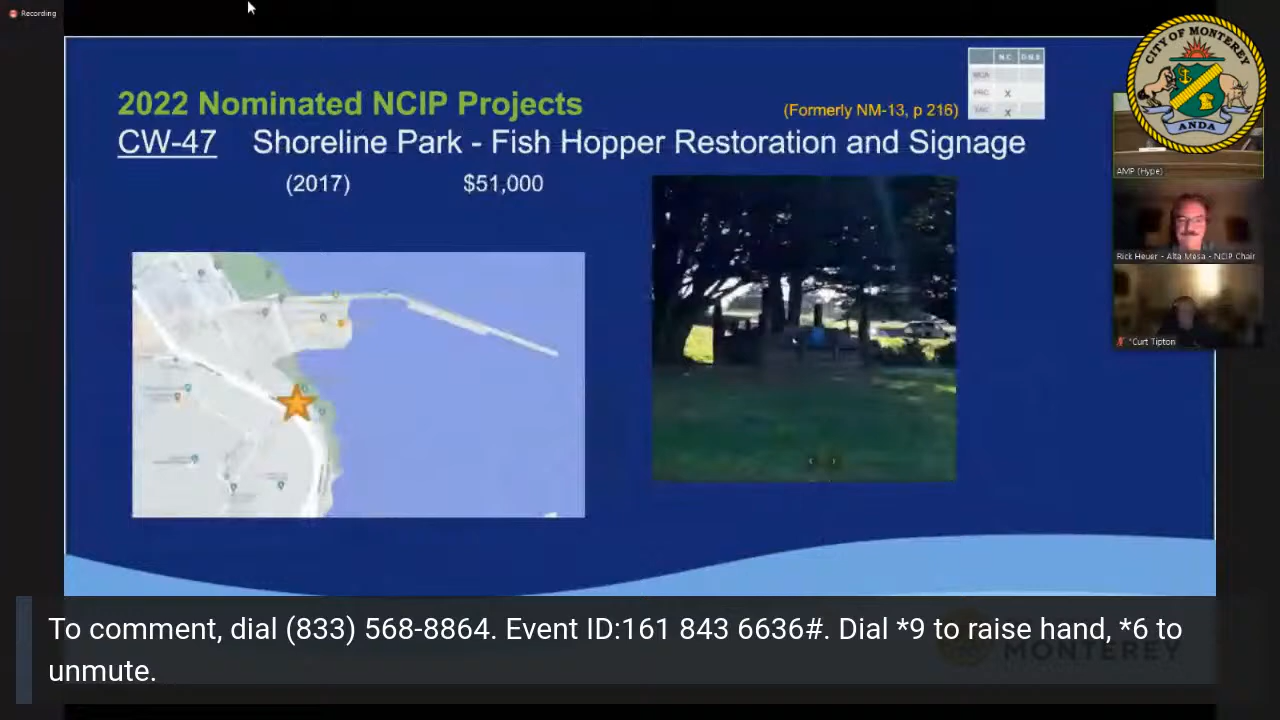 Recording
N.C. D.N.S
2022 Nominated NCIP Projects
(Formerly NM-13, p 216)
PRC X
X
CW-47 Shoreline Park - Fish Hopper Restoration and Signage
(2017) $51,000
CITY OF MONTEREY
ANDA
AMP (Hype)
Rick Heuer - Alta Mesa - NCIP Chair
*Curt Tipton
To comment, dial (833) 568-8864. Event ID:161 843 6636#. Dial *9 to raise hand, *6 to
unmute.
MONTEREY